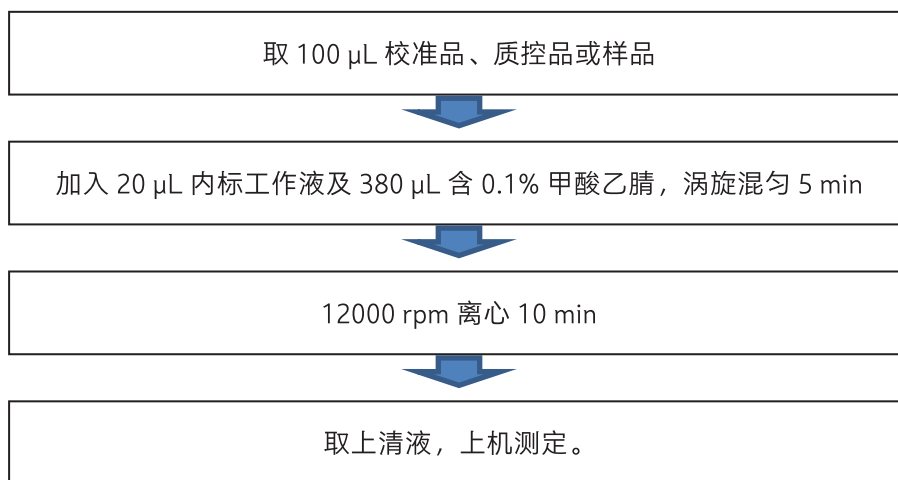 取 100 μL 校准品、质控品或样品
加入 20 μL 内标工作液及 380 μL 含 0.1% 甲酸乙腈，涡旋混匀 5 min
12000 rpm 离心 10 min
取上清液，上机测定。